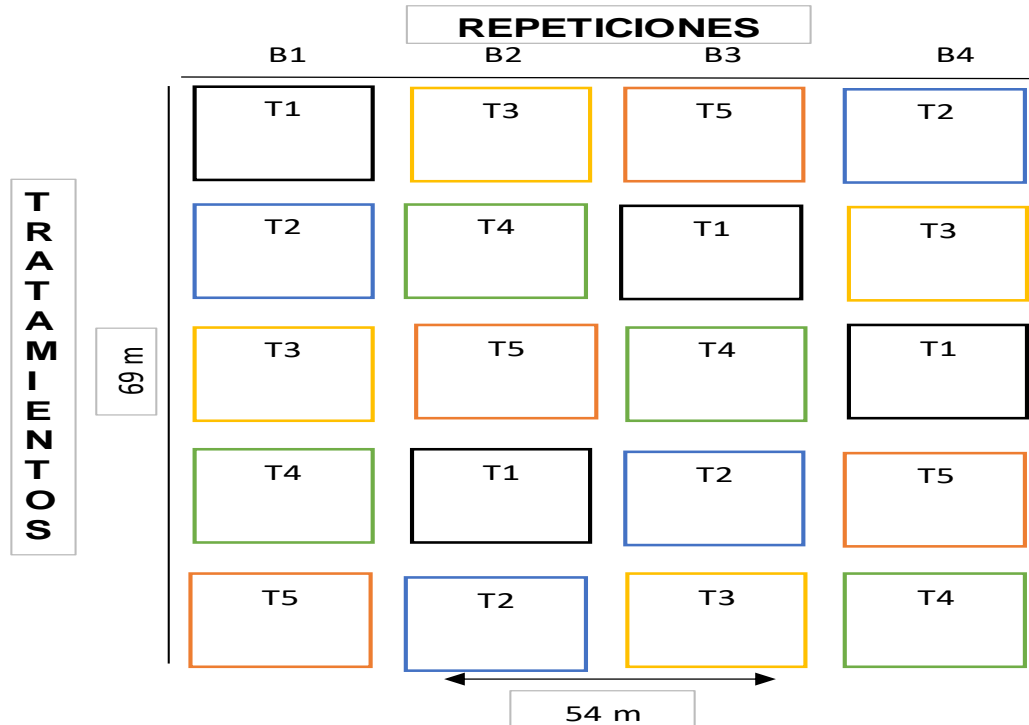 REPETICIONES
B1 B2 B3 B4
T1 T3 T5 T2
T2 T4 T1 T3
T3 T5 T4 T1
T4 T1 T2 T5
T5 T2 T3 T4
TRATAMIENTOS
69 m
54 m